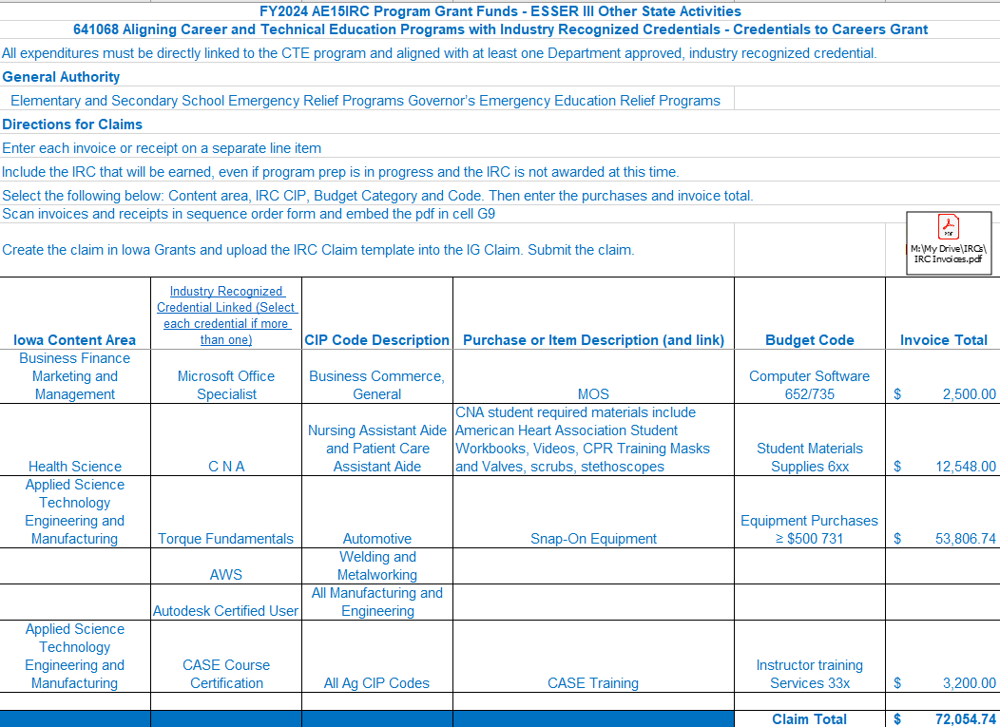 FY2024 AE15IRC Program Grant Funds - ESSER III Other State Activities
641068 Aligning Career and Technical Education Programs with Industry Recognized Credentials - Credentials to Careers Grant
All expenditures must be directly linked to the CTE program and aligned with at least one Department approved, industry recognized credential.
General Authority
Elementary and Secondary School Emergency Relief Programs Governor's Emergency Education Relief Programs
Directions for Claims
Enter each invoice or receipt on a separate line item
Include the IRC that will be earned, even if program prep is in progress and the IRC is not awarded at this time.
Select the following below: Content area, IRC CIP, Budget Category and Code. Then enter the purchases and invoice total.
Scan invoices and receipts in sequence order form and embed the pdf in cell G9
PDF
M:\My Drive\IRCs\
IRC Invoices.pdf
Create the claim in Iowa Grants and upload the IRC Claim template into the IG Claim. Submit the claim.
Iowa Content Area
Industry Recognized
Credential Linked (Select
each credential if more
than one)
CIP Code Description
Purchase or Item Description (and link)
Budget Code
Invoice Total
Business Finance
Marketing and
Management
Microsoft Office
Specialist
Business Commerce,
General
MOS
Computer Software
652/735
$ 2,500.00
Health Science
C N A
Nursing Assistant Aide
and Patient Care
Assistant Aide
CNA student required materials include
American Heart Association Student
Workbooks, Videos, CPR Training Masks
and Valves, scrubs, stethoscopes
Student Materials
Supplies 6xx
$ 12,548.00
Applied Science
Technology
Engineering and
Manufacturing
Torque Fundamentals
Automotive
Snap-On Equipment
Equipment Purchases
≥ $500 731
$ 53,806.74
AWS
Welding and
Metalworking
Autodesk Certified User
All Manufacturing and
Engineering
Applied Science
Technology
Engineering and
Manufacturing
CASE Course
Certification
All Ag CIP Codes
CASE Training
Instructor training
Services 33x
$ 3,200.00
Claim Total
$ 72,054.74